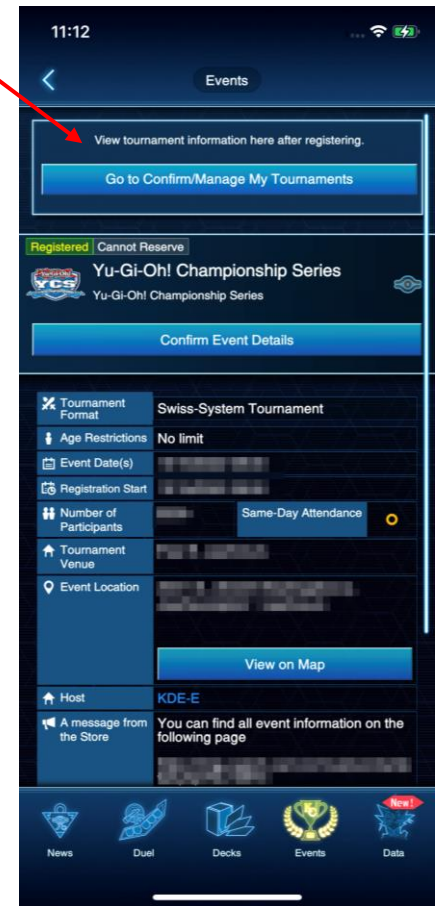 11:12
Events
View tournament information here after registering.
Go to Confirm/Manage My Tournaments
Registered Cannot Reserve
YCS
Yu-Gi-Oh! Championship Series
Yu-Gi-Oh! Championship Series
Confirm Event Details
Tournament Format Swiss-System Tournament
Age Restrictions No limit
Event Date(s)
Registration Start
Number of Participants Same-Day Attendance
Tournament Venue
Event Location
View on Map
Host KDE-E
A message from the Store You can find all event information on the
following page
New!
News Duel Decks Events Data